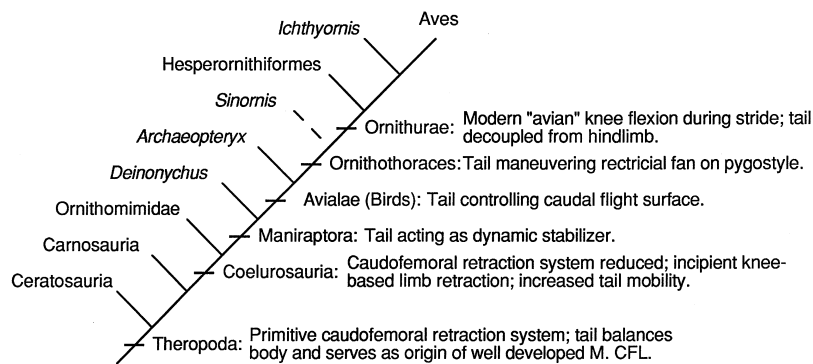 Aves
Ichthyornis
Hesperornithiformes
Sinornis
Ornithurae: Modern "avian" knee flexion during stride; tail
decoupled from hindlimb.
Archaeopteryx
Ornithothoraces: Tail maneuvering rectricial fan on pygostyle.
Deinonychus
Avialae (Birds): Tail controlling caudal flight surface.
Ornithomimidae
Maniraptora: Tail acting as dynamic stabilizer.
Carnosauria
Coelurosauria: Caudofemoral retraction system reduced; incipient knee-
based limb retraction; increased tail mobility.
Ceratosauria
Theropoda: Primitive caudofemoral retraction system; tail balances
body and serves as origin of well developed M. CFL.